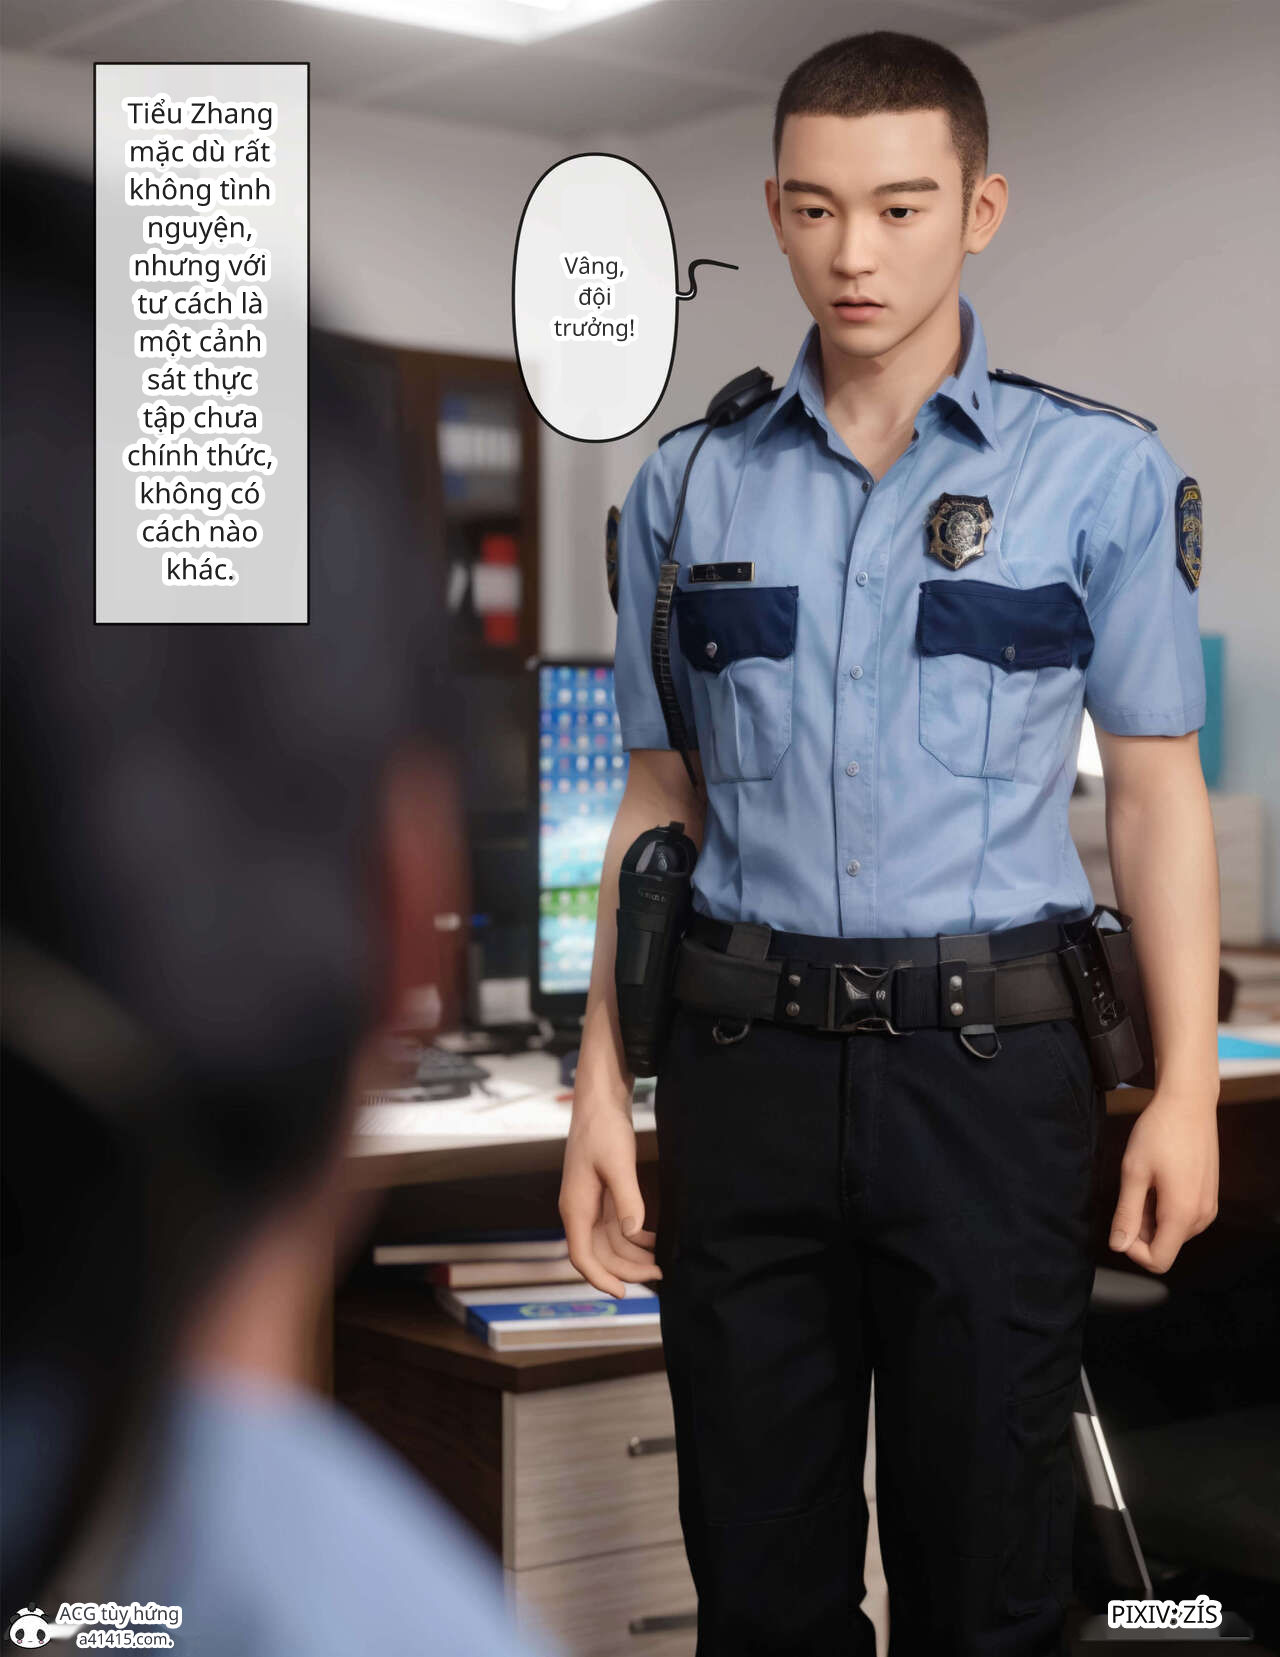 Tiểu Zhang
mặc dù rất
không tình
nguyện,
nhưng với
tư cách là
một cảnh
sát thực
tập chưa
chính thức,
không có
cách nào
khác.
Vâng,
đội
trưởng!
ACG tùy hứng
a41415.com.
PIXIV:ZÍS